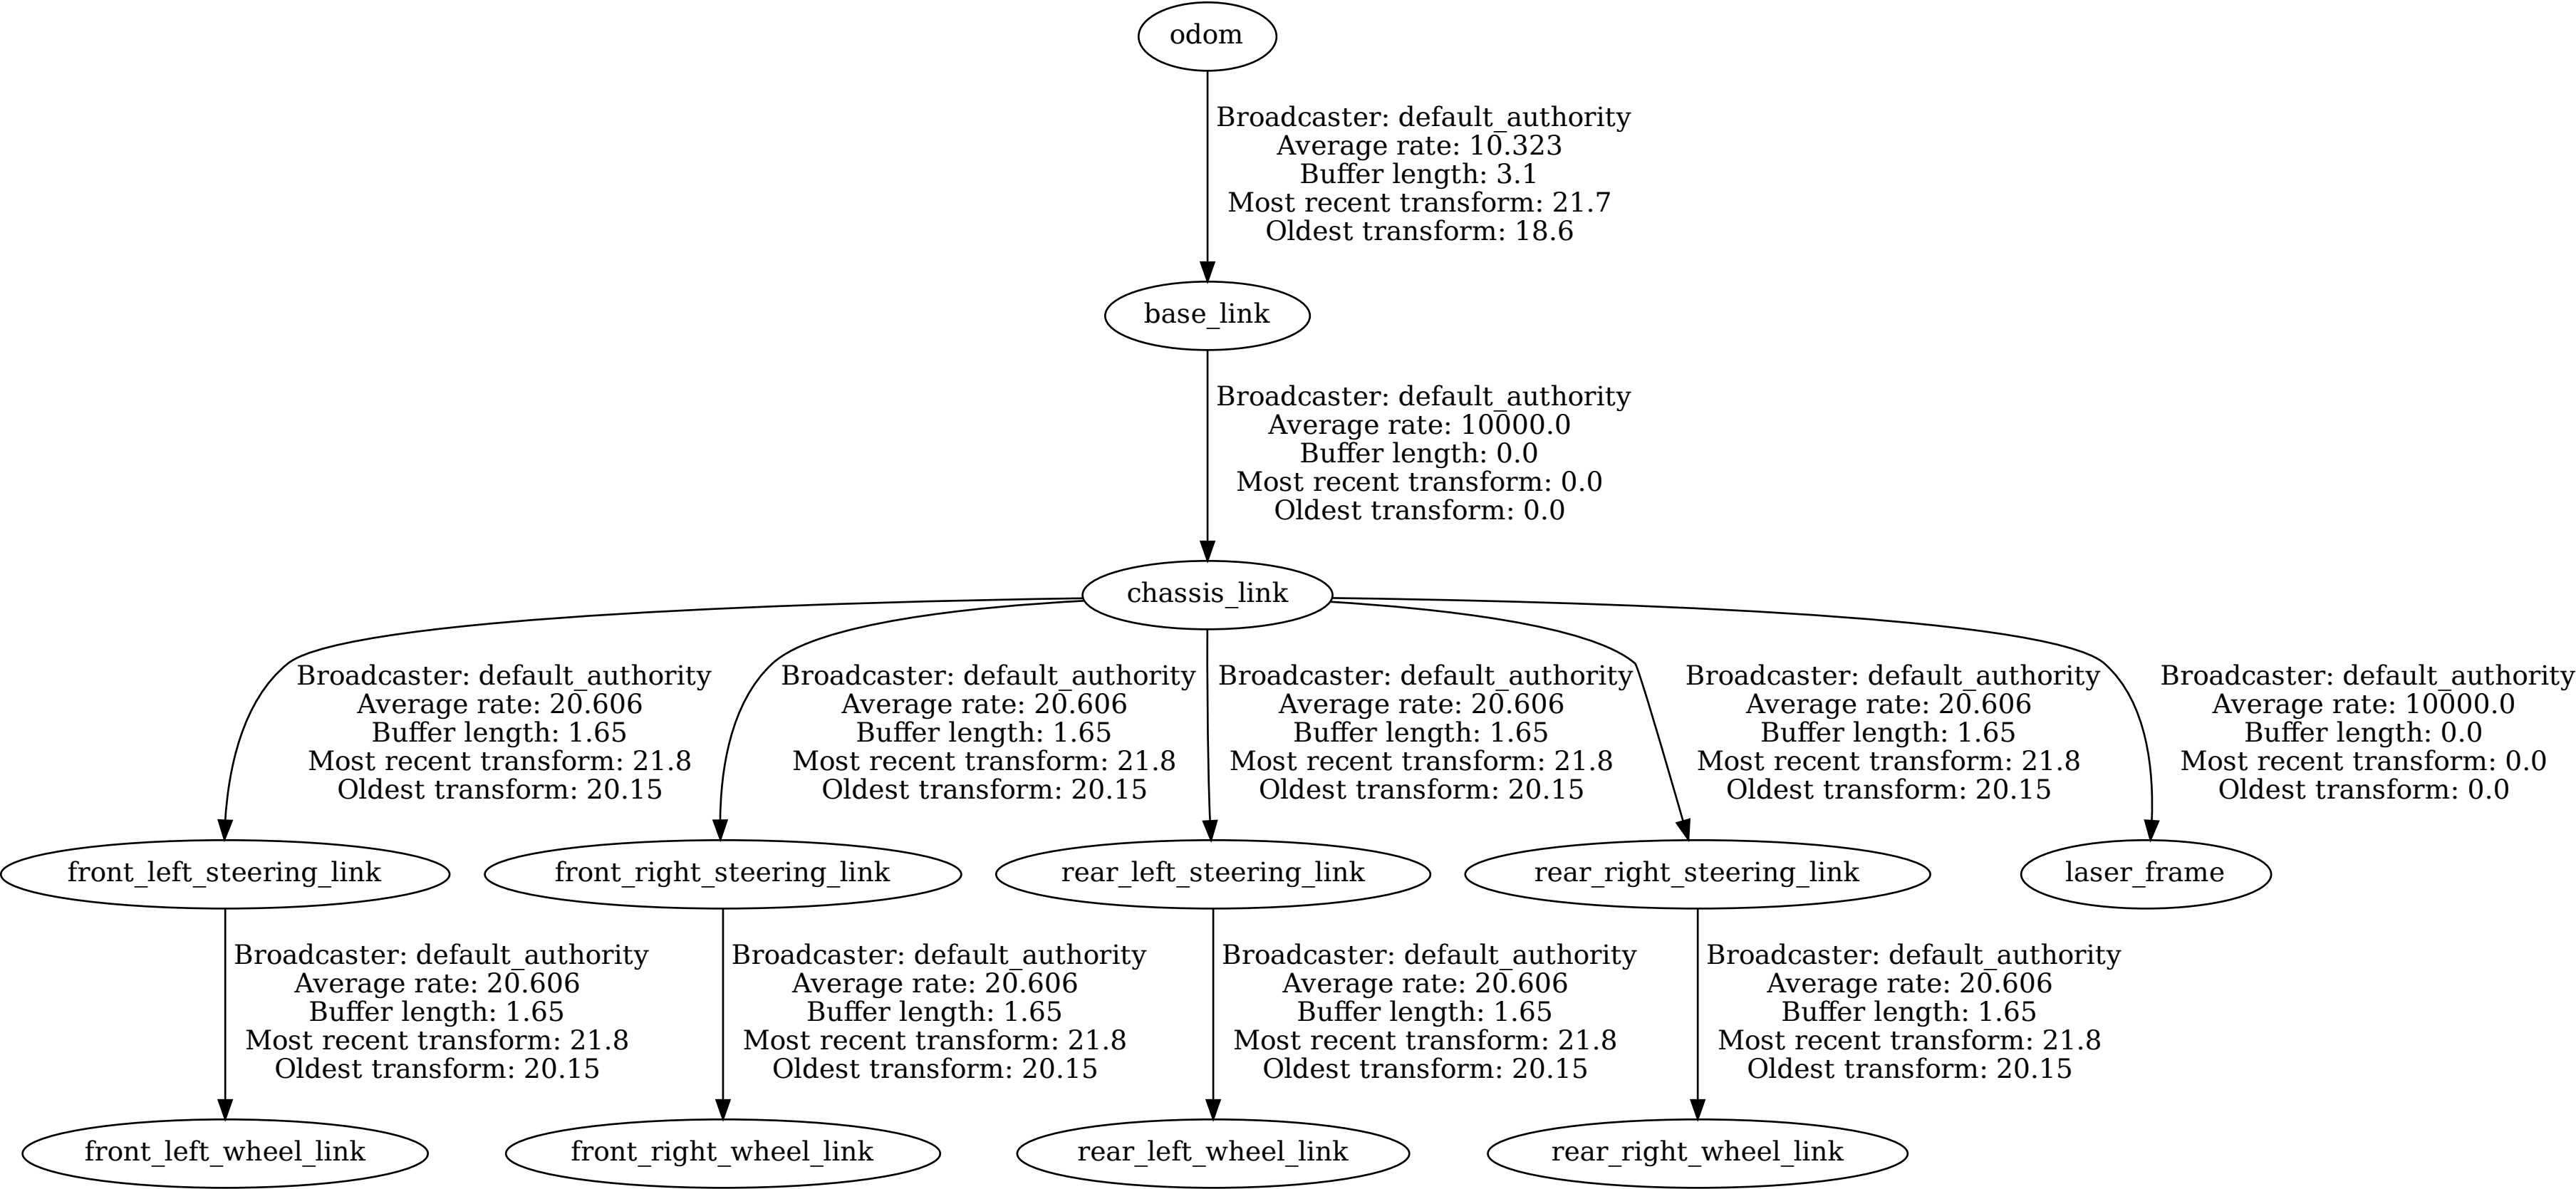 odom
Broadcaster: default_authority
Average rate: 10.323
Buffer length: 3.1
Most recent transform: 21.7
Oldest transform: 18.6
base_link
Broadcaster: default_authority
Average rate: 10000.0
Buffer length: 0.0
Most recent transform: 0.0
Oldest transform: 0.0
chassis_link
Broadcaster: default_authority
Average rate: 20.606
Buffer length: 1.65
Most recent transform: 21.8
Oldest transform: 20.15
Broadcaster: default_authority
Average rate: 20.606
Buffer length: 1.65
Most recent transform: 21.8
Oldest transform: 20.15
Broadcaster: default_authority
Average rate: 20.606
Buffer length: 1.65
Most recent transform: 21.8
Oldest transform: 20.15
Broadcaster: default_authority
Average rate: 20.606
Buffer length: 1.65
Most recent transform: 21.8
Oldest transform: 20.15
Broadcaster: default_authority
Average rate: 10000.0
Buffer length: 0.0
Most recent transform: 0.0
Oldest transform: 0.0
front_left_steering_link
front_right_steering_link
rear_left_steering_link
rear_right_steering_link
laser_frame
Broadcaster: default_authority
Average rate: 20.606
Buffer length: 1.65
Most recent transform: 21.8
Oldest transform: 20.15
Broadcaster: default_authority
Average rate: 20.606
Buffer length: 1.65
Most recent transform: 21.8
Oldest transform: 20.15
Broadcaster: default_authority
Average rate: 20.606
Buffer length: 1.65
Most recent transform: 21.8
Oldest transform: 20.15
Broadcaster: default_authority
Average rate: 20.606
Buffer length: 1.65
Most recent transform: 21.8
Oldest transform: 20.15
front_left_wheel_link
front_right_wheel_link
rear_left_wheel_link
rear_right_wheel_link